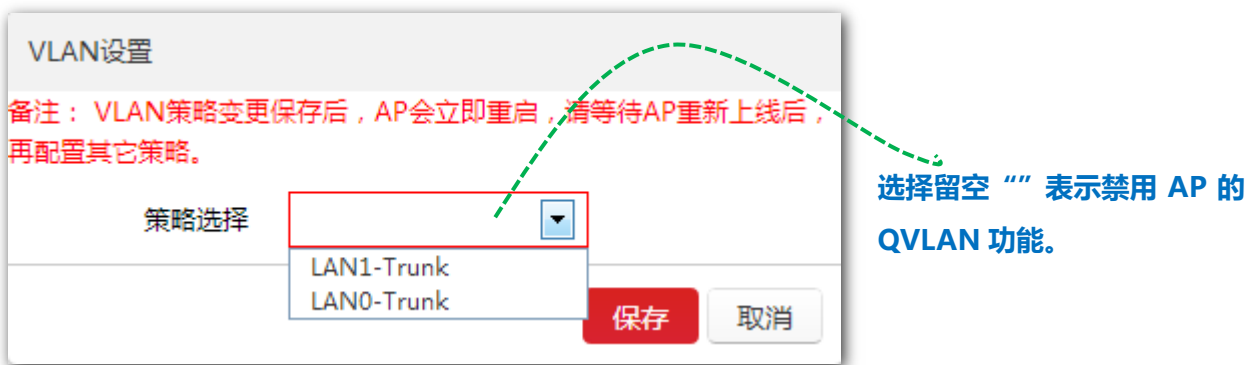 VLAN设置
备注： VLAN策略变更保存后，AP会立即重启，请等待AP重新上线后，
再配置其它策略。
策略选择
LAN1-Trunk
LAN0-Trunk
保存 取消
选择留空“”表示禁用 AP 的
QVLAN 功能。